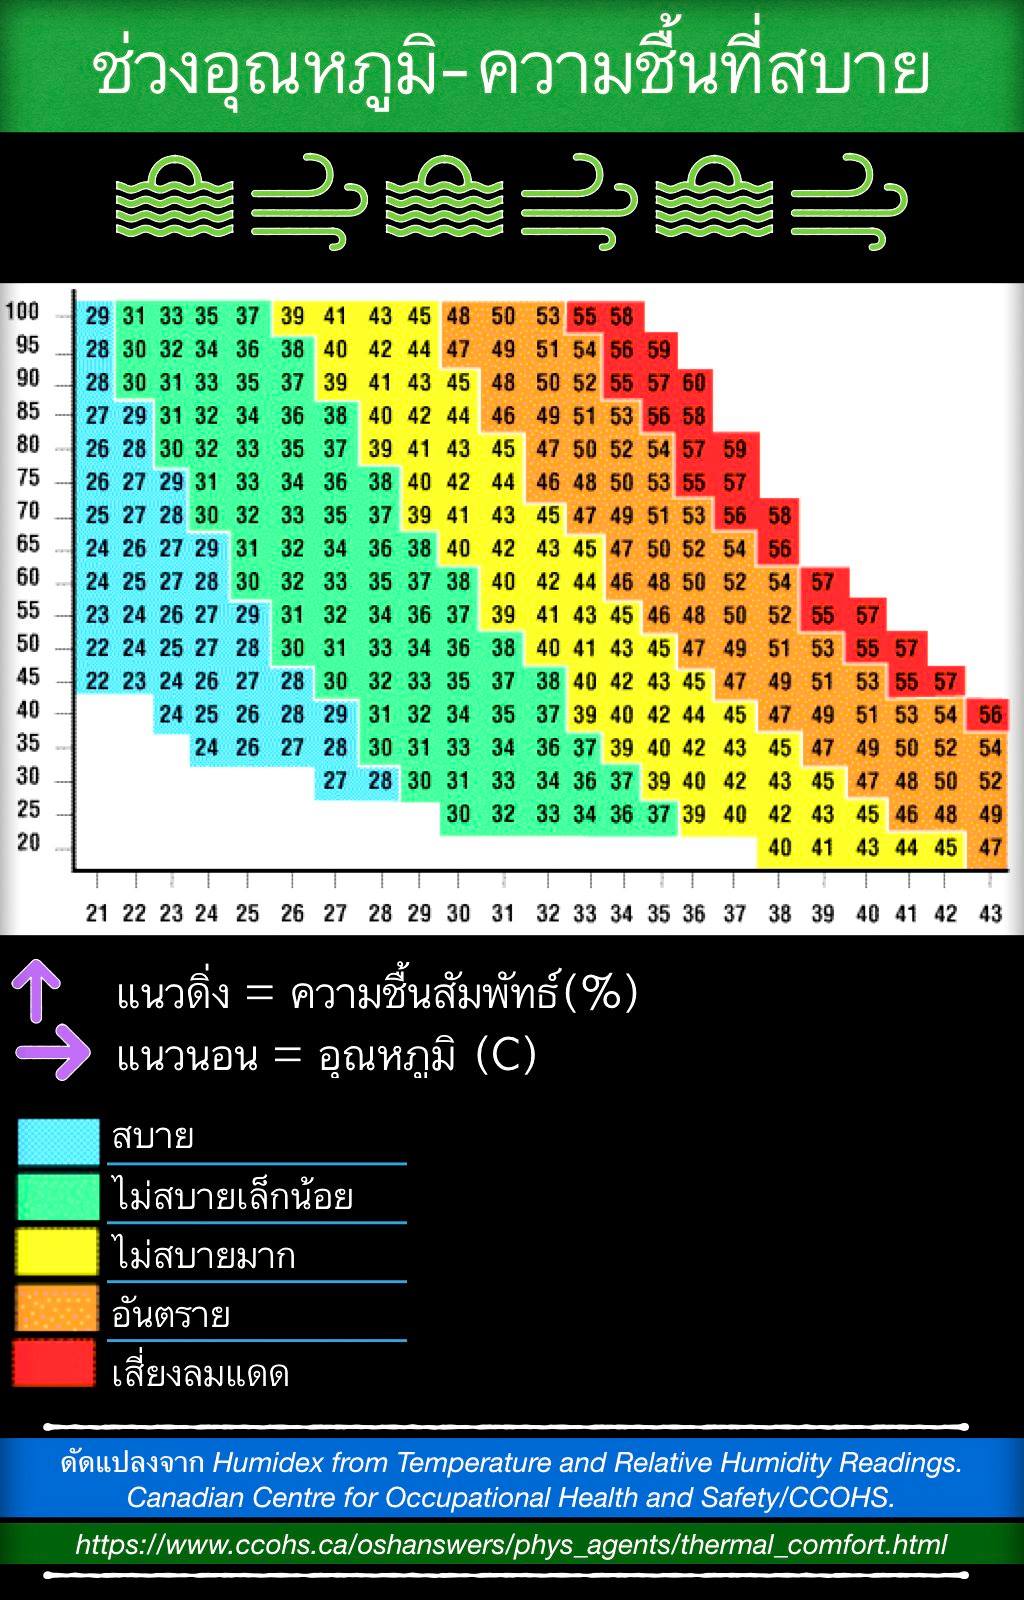 ช่วงอุณหภูมิ-ความชื้นที่สบาย
100 29 31 33 35 37 39 41 43 45 48 50 53 55 58
95 28 30 32 34 36 38 40 42 44 47 49 51 54 56 59
90 28 30 31 33 35 37 39 41 43 45 48 50 52 55 57 60
85 27 29 31 32 34 36 38 40 42 44 46 49 51 53 56 58
80 26 28 30 32 33 35 37 39 41 43 45 47 50 52 54 57 59
75 26 27 29 31 33 34 36 38 40 42 44 46 48 50 53 55 57
70 25 27 28 30 32 33 35 37 39 41 43 45 47 49 51 53 56 58
65 24 26 27 29 31 32 34 36 38 40 42 43 45 47 50 52 54 56
60 24 25 27 28 30 32 33 35 37 38 40 42 44 46 48 50 52 54 57
55 23 24 26 27 29 31 32 34 36 37 39 41 43 45 46 48 50 52 55 57
50 22 24 25 27 28 30 31 33 34 36 38 40 41 43 45 47 49 51 53 55 57
45 22 23 24 26 27 28 30 32 33 35 37 38 40 42 43 45 47 49 51 53 55 57
40 24 25 26 28 29 31 32 34 35 37 39 40 42 44 45 47 49 51 53 54 56
35 24 26 27 28 30 31 33 34 36 37 39 40 42 43 45 47 49 50 52 54
30 27 28 30 31 33 34 36 37 39 40 42 43 45 47 48 50 52
25 30 32 33 34 36 37 39 40 42 43 45 46 48 49
20 40 41 43 44 45 47
21 22 23 24 25 26 27 28 29 30 31 32 33 34 35 36 37 38 39 40 41 42 43
แนวดิ่ง = ความชื้นสัมพัทธ์(%)
แนวนอน = อุณหภูมิ (C)
สบาย
ไม่สบายเล็กน้อย
ไม่สบายมาก
อันตราย
เสี่ยงลมแดด
ดัดแปลงจาก Humidex from Temperature and Relative Humidity Readings.
Canadian Centre for Occupational Health and Safety/CCOHS.
https://www.ccohs.ca/oshanswers/phys_agents/thermal_comfort.html